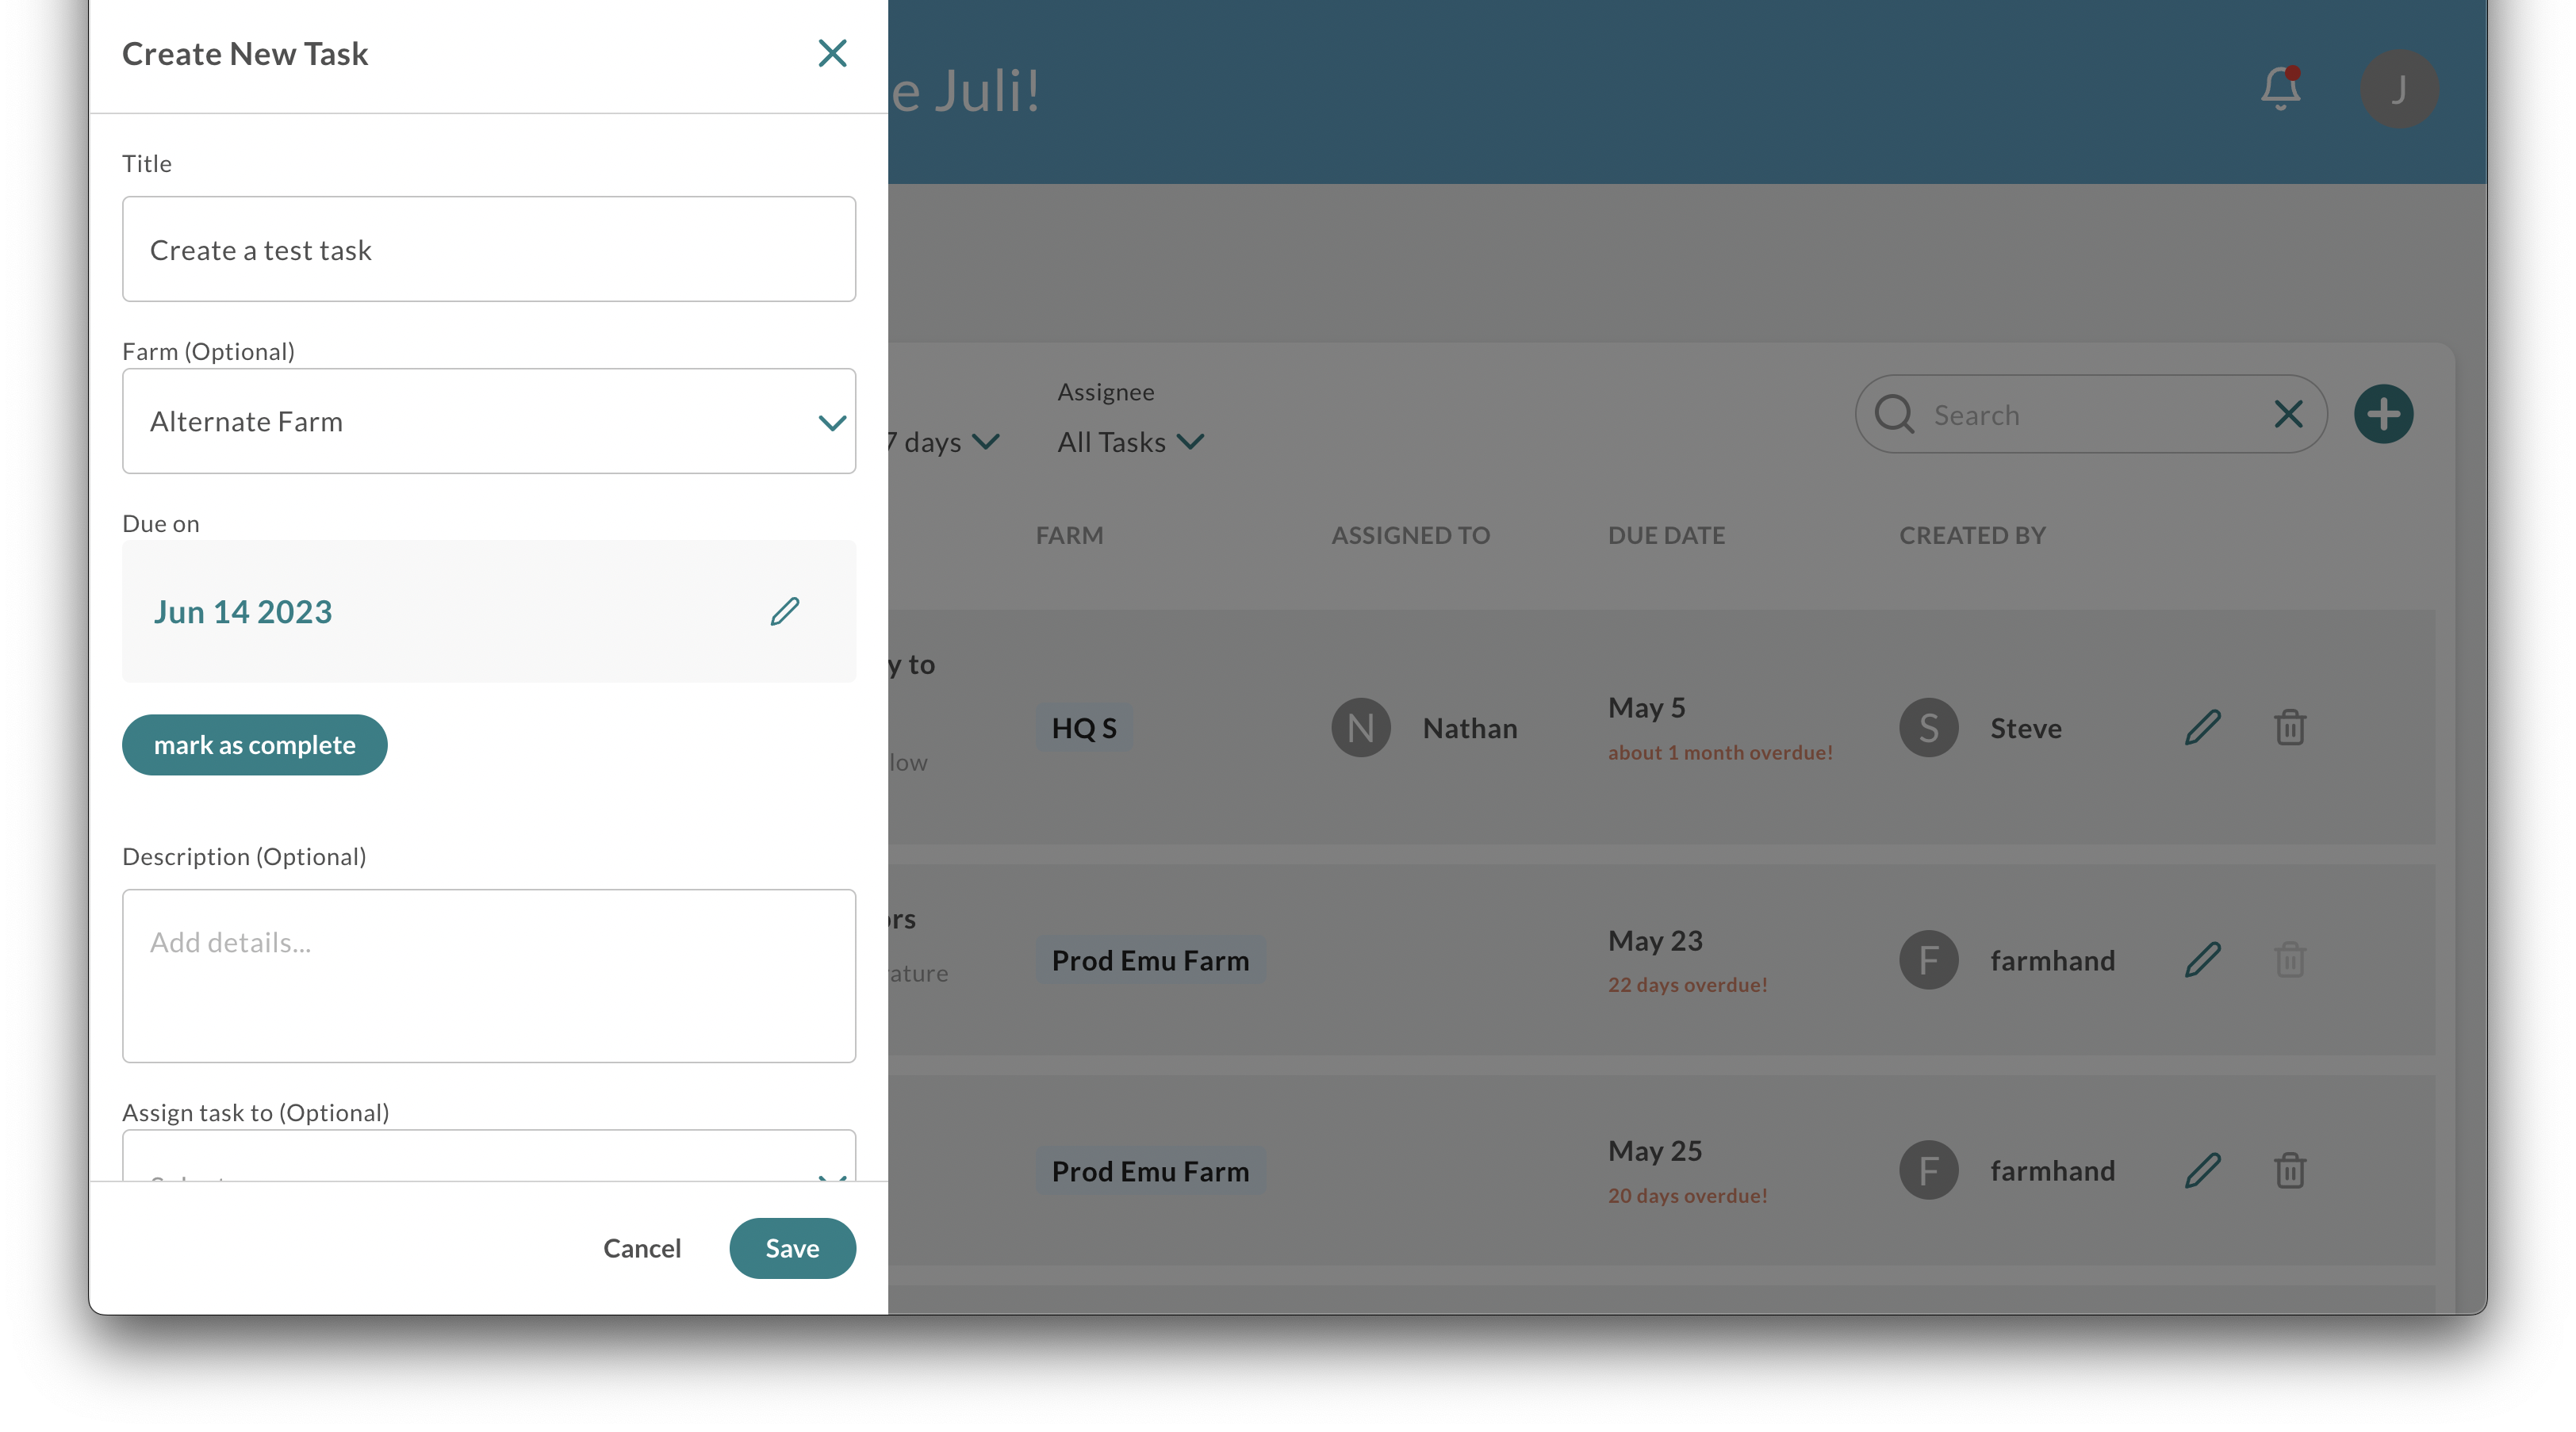 Create New Task
e Juli!
J
Title
Create a test task
Farm (Optional)
Alternate Farm
Due on
Jun 14 2023
mark as complete
Description (Optional)
Add details...
Assign task to (Optional)
Cancel
Save
7 days
Assignee
All Tasks
Search
FARM
ASSIGNED TO
DUE DATE
CREATED BY
y to
low
HQ S
N
Nathan
May 5
about 1 month overdue!
S
Steve
ors
ature
Prod Emu Farm
May 23
22 days overdue!
F
farmhand
Prod Emu Farm
May 25
20 days overdue!
F
farmhand